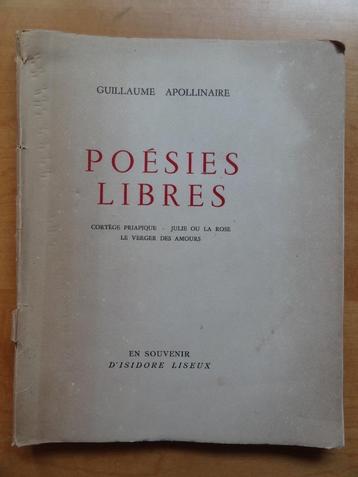 GUILLAUME APOLLINAIRE
POÉSIES
LIBRES
CORTÈGE PRIAPIQUE - JULIE OU LA ROSE
LE VERGER DES AMOURS
EN SOUVENIR
D'ISIDORE LISEUX